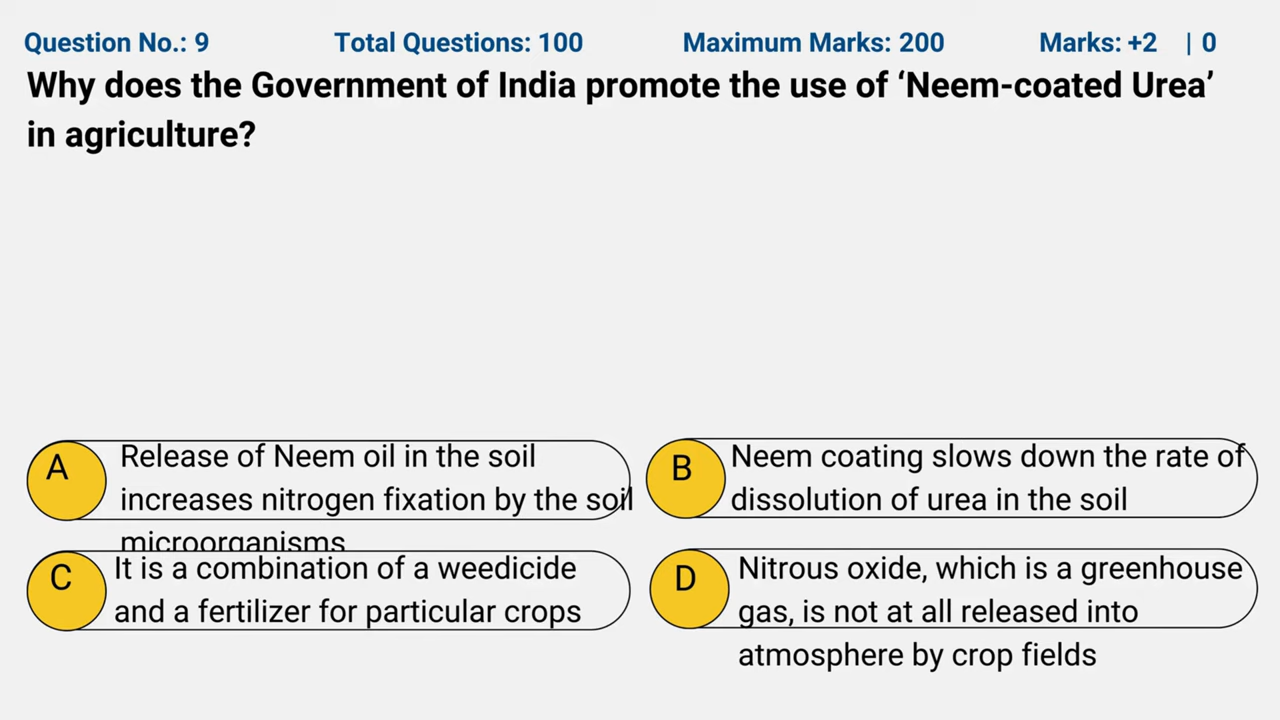 Question No.: 9 Total Questions: 100 Maximum Marks: 200 Marks: +2 | 0
Why does the Government of India promote the use of ‘Neem-coated Urea’
in agriculture?
A Release of Neem oil in the soil
increases nitrogen fixation by the soil
microorganisms
B Neem coating slows down the rate of
dissolution of urea in the soil
C It is a combination of a weedicide
and a fertilizer for particular crops
D Nitrous oxide, which is a greenhouse
gas, is not at all released into
atmosphere by crop fields